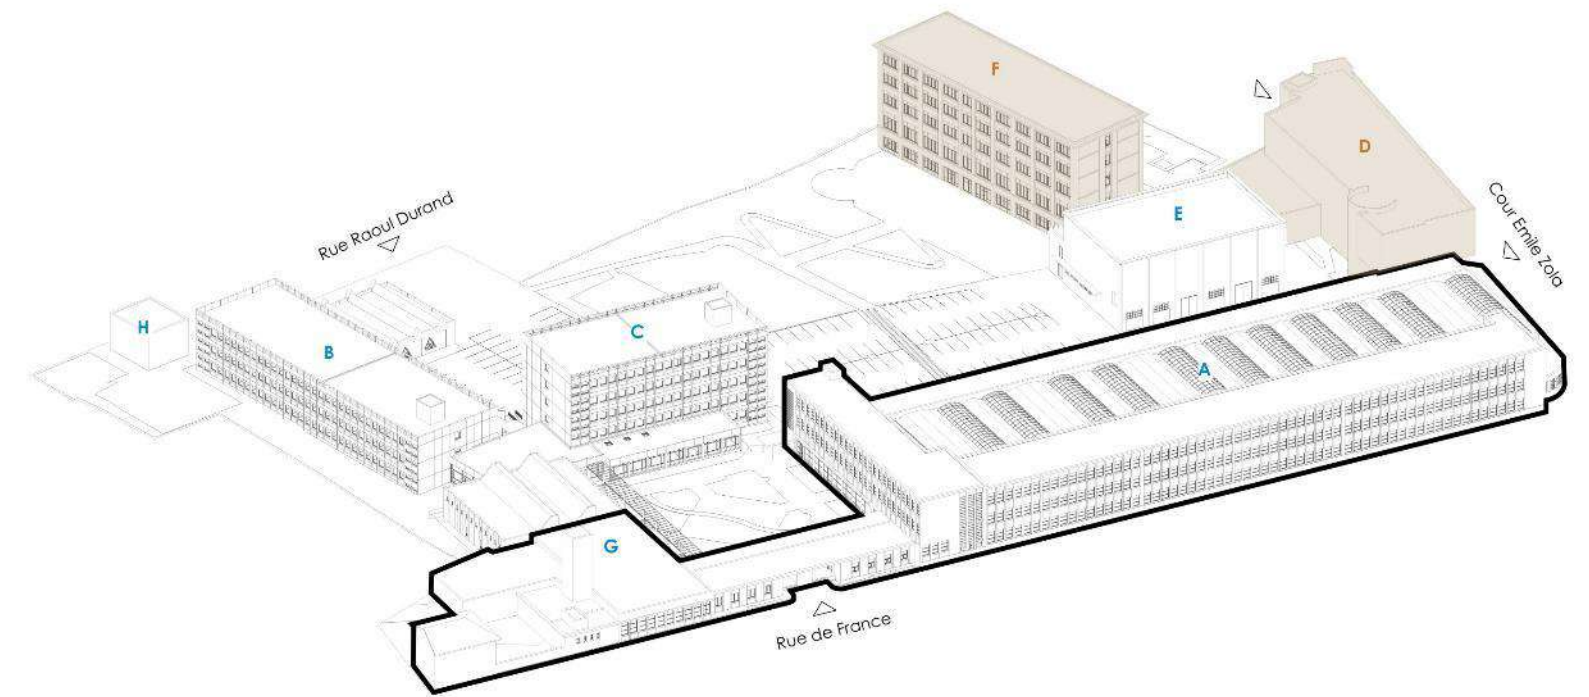 F
D
Cour Emile Zola
E
Rue Raoul Durand
H
B
C
A
G
Rue de France